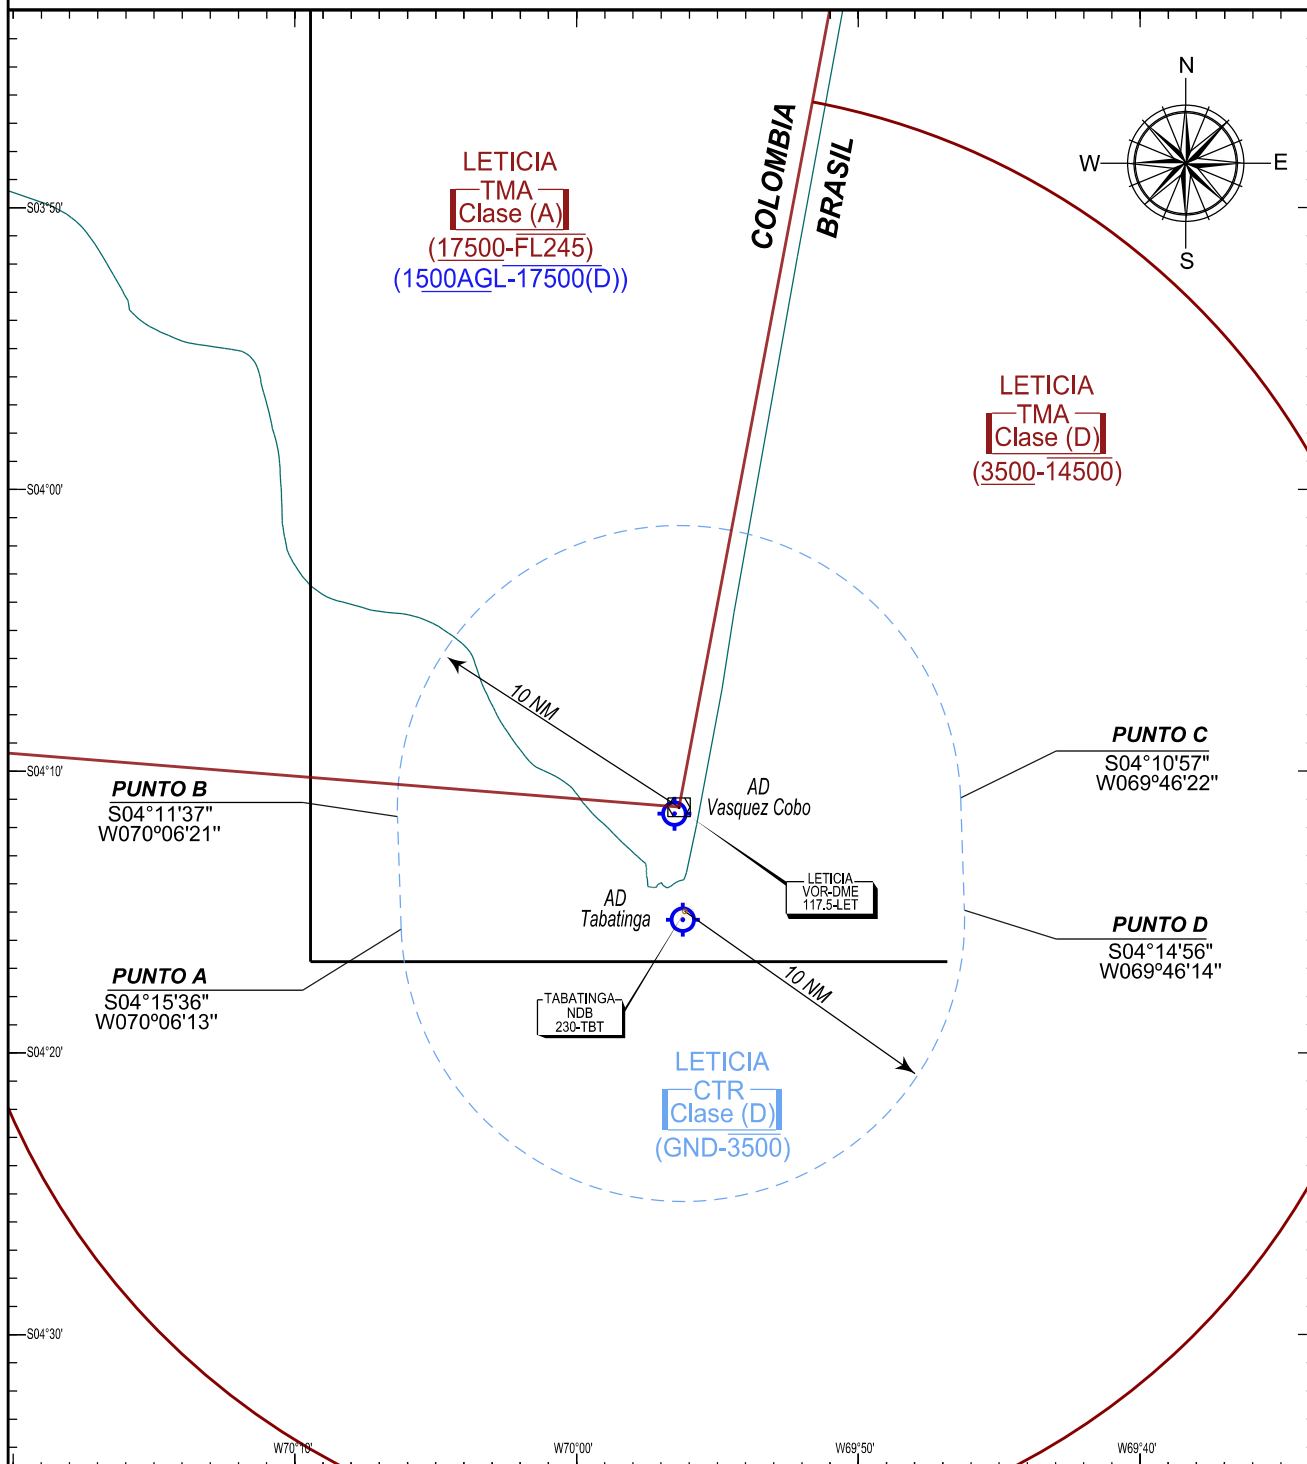 N
W
E
S
COLOMBIA
BRASIL
LETICIA
TMA
Clase (A)
(17500-FL245)
(1500AGL-17500(D))
S03°50'
LETICIA
TMA
Clase (D)
(3500-14500)
S04°00'
10 NM
PUNTO C
S04°10'57"
W069º46'22"
S04°10'
PUNTO B
S04°11'37"
W070º06'21"
AD
Vasquez Cobo
LETICIA
VOR-DME
117.5-LET
AD
Tabatinga
PUNTO D
S04°14'56"
W069º46'14"
PUNTO A
S04°15'36"
W070º06'13"
10 NM
TABATINGA
NDB
230-TBT
S04°20'
LETICIA
CTR
Clase (D)
(GND-3500)
S04°30'
W70°10'
W70°00'
W69°50'
W69°40'